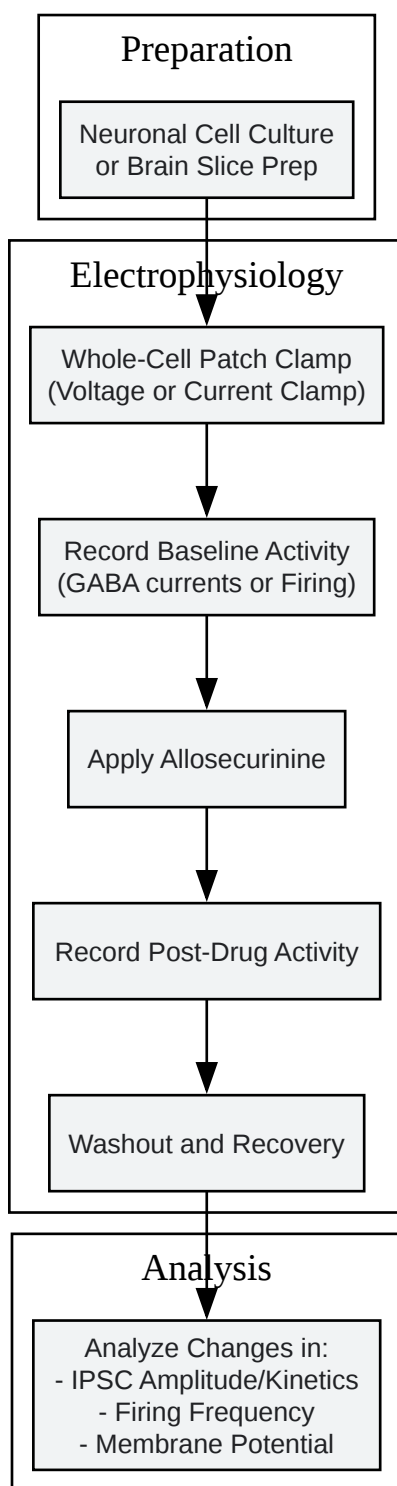 Preparation
Neuronal Cell Culture
or Brain Slice Prep
Electrophysiology
Whole-Cell Patch Clamp
(Voltage or Current Clamp)
Record Baseline Activity
(GABA currents or Firing)
Apply Allosecurinine
Record Post-Drug Activity
Washout and Recovery
Analysis
Analyze Changes in:
- IPSC Amplitude/Kinetics
- Firing Frequency
- Membrane Potential